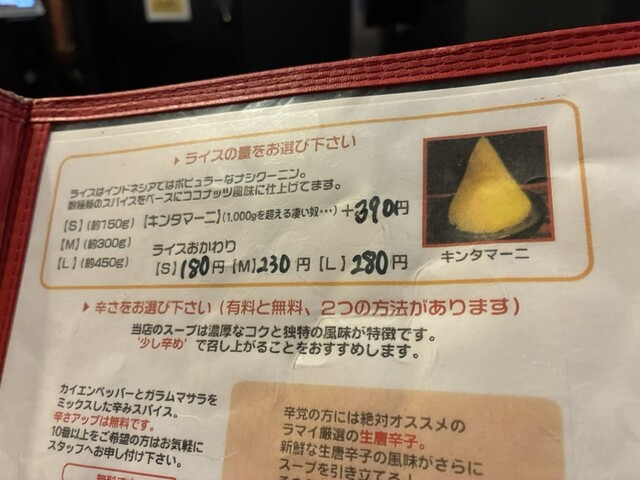 ▶ライスの量をお選び下さい
ライスはインドネシアではポピュラーなナシクーニン。
数種類のスパイスをベースにココナッツ風味に仕上げてます。
【S】(約150g)【キンタマーニ】(1,000gを超える凄い奴・・・)+390円
【M】(約300g)
【L】(約450g)
ライスおかわり
【S】180円【M】230円【L】280円
キンタマーニ
▶辛さをお選び下さい(有料と無料、2つの方法があります)
当店のスープは濃厚なコクと独特の風味が特徴です。
'少し辛め'で召し上がることをおすすめします。
カイエンペッパーとガラムマサラを
ミックスした辛みスパイス。
辛さアップは無料です。
10番以上をご希望の方はお気軽に
スタッフへお申し付け下さい。
辛党の方には絶対オススメの
ラマイ厳選の生唐辛子。
新鮮な生唐辛子の風味がさらに
スープを引き立てる!